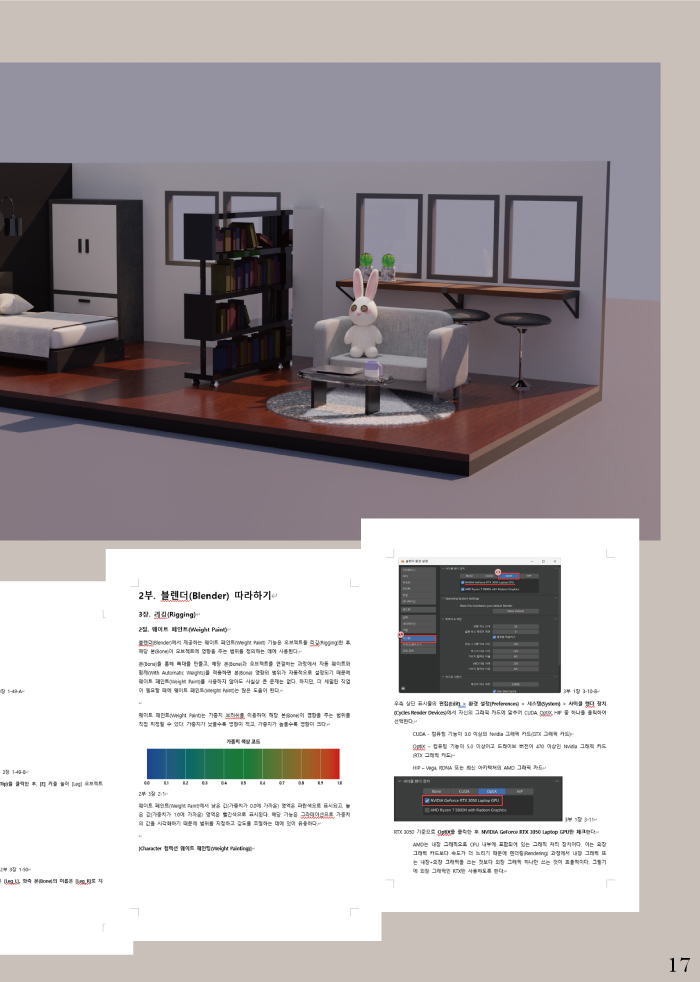 장 1-49-A↵
2장 1-49-B↵
Rig)을 클릭한 후, [E] 키를 눌러 [Leg] 오브젝트
2부 3장 1-50↵
[Leg_L], 좌측 본(Bone)의 이름은 [Leg_R]로 지
2부. 블렌더(Blender) 따라하기↵
3장. 리깅(Rigging)↵
2절. 웨이트 페인트(Weight Paint)↵
블렌더(Blender)에서 제공하는 웨이트 페인트(Weight Paint) 기능은 오브젝트를 리깅(Rigging)한 후,
해당 본(Bone)이 오브젝트에 영향을 주는 범위를 정의하는 데에 사용된다.↵
본(Bone)을 통해 뼈대를 만들고, 해당 본(Bone)과 오브젝트를 연결하는 과정에서 자동 웨이트와
함께(With Automatic Weight)를 이용하면 본(Bone) 영향의 범위가 자동적으로 설정되기 때문에
웨이트 페인트(Weight Paint)를 사용하지 않아도 사실상 큰 문제는 없다. 하지만, 더 세밀한 작업
이 필요할 때에 웨이트 페인트(Weight Paint)는 많은 도움이 된다.↵
웨이트 페인트(Weight Paint)는 가중치 브러쉬를 이용하여 해당 본(Bone)이 영향을 주는 범위를
직접 지정할 수 있다. 가중치가 낮을수록 영향이 적고, 가중치가 높을수록 영향이 크다.↵
가중치 색상 코드
0.0 0.1 0.2 0.3 0.4 0.5 0.6 0.7 0.8 0.9 1.0
2부 3장 2-1↵
웨이트 페인트(Weight Paint)에서 낮은 값(가중치가 0.0에 가까운) 영역은 파란색으로 표시되고, 높
은 값(가중치가 1.0에 가까운) 영역은 빨간색으로 표시된다. 해당 기능은 그라데이션으로 가중치
의 값을 시각화하기 때문에 범위를 지정하고 강도를 조절하는 데에 있어 유용하다.↵
[Character 컬렉션 웨이트 페인팅(Weight Painting)]
None CUDA OptiX HIP
NVIDIA GeForce RTX 3050 Laptop GPU
AMD Ryzen 7 5800H with Radeon Graphics
부 1장 3-10-B↵
우측 상단 표시줄의 편집(Edit) > 환경 설정(Preferences) > 시스템(System) > 사이클 렌더 장치
(Cycles Render Devices)에서 자신의 그래픽 카드에 맞추어 CUDA, OptiX, HIP 중 하나를 클릭하여
선택한다↵
CUDA - 컴퓨팅 기능이 3.0 이상의 Nvidia 그래픽 카드(GTX 그래픽 카드)↵
OptiX – 컴퓨팅 기능이 5.0 이상이고 드라이브 버전이 470 이상인 Nvidia 그래픽 카드
(RTX 그래픽 카드)↵
HIP – Vega, RDNA 또는 최신 아키텍처의 AMD 그래픽 카드↵
None CUDA OptiX HIP
NVIDIA GeForce RTX 3050 Laptop GPU
AMD Ryzen 7 5800H with Radeon Graphics
부 1장 3-11↵
RTX 3050 기준으로 OptiX를 클릭한 후, NVIDIA GeForce RTX 3050 Laptop GPU만 체크한다.↵
AMD는 내장 그래픽으로 CPU 내부에 포함되어 있는 그래픽 처리 장치이다. 이는 외장
그래픽 카드보다 속도가 더 느리기 때문에 렌더링(Rendering) 과정에서 내장 그래픽 또
는 내장+외장 그래픽을 쓰는 것보다 외장 그래픽 하나만 쓰는 것이 효율적이다. 그렇기
에 외장 그래픽인 RTX만 사용하도록 한다↵
17